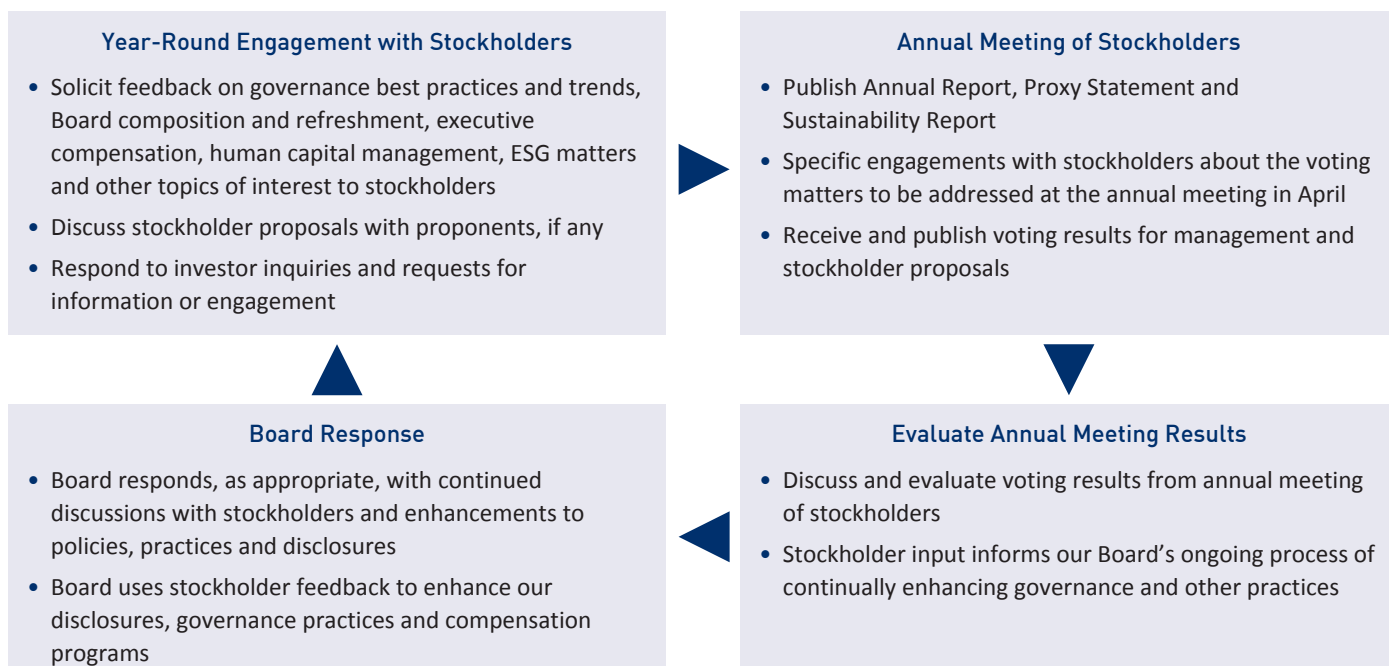 Year-Round Engagement with Stockholders
• Solicit feedback on governance best practices and trends,
Board composition and refreshment, executive
compensation, human capital management, ESG matters
and other topics of interest to stockholders
• Discuss stockholder proposals with proponents, if any
• Respond to investor inquiries and requests for
information or engagement
Annual Meeting of Stockholders
• Publish Annual Report, Proxy Statement and
Sustainability Report
• Specific engagements with stockholders about the voting
matters to be addressed at the annual meeting in April
• Receive and publish voting results for management and
stockholder proposals
Board Response
• Board responds, as appropriate, with continued
discussions with stockholders and enhancements to
policies, practices and disclosures
• Board uses stockholder feedback to enhance our
disclosures, governance practices and compensation
programs
Evaluate Annual Meeting Results
• Discuss and evaluate voting results from annual meeting
of stockholders
• Stockholder input informs our Board’s ongoing process of
continually enhancing governance and other practices